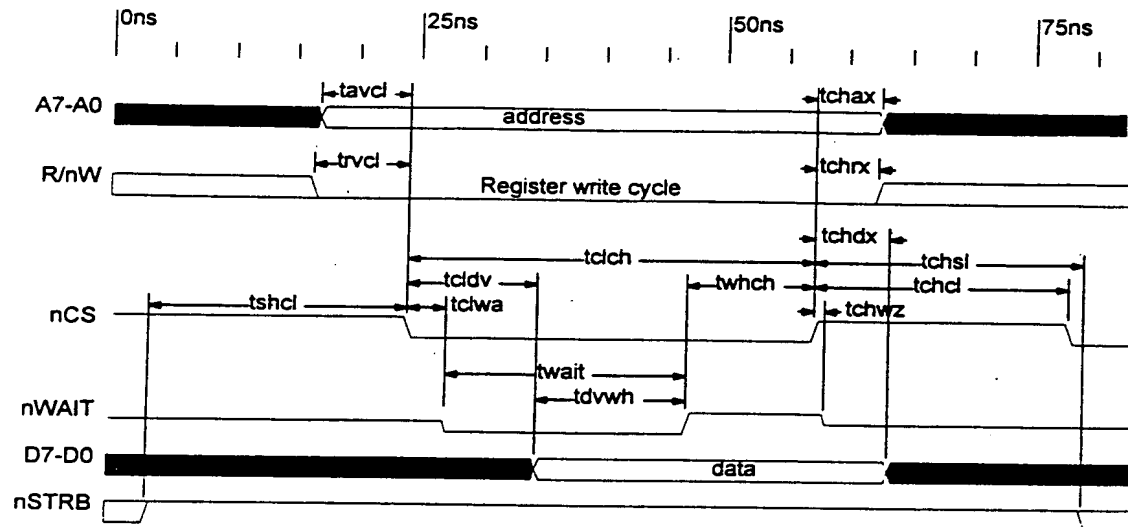 0ns 25ns 50ns 75ns
tavcl tchax
A7-A0 address
trvcl tchrx
R/nW Register write cycle
tchdx
tclch tchsl
tcldv twhch tchcl
tshcl tclwa tchwz
nCS
twait
tdvwh
nWAIT
D7-D0 data
nSTRB